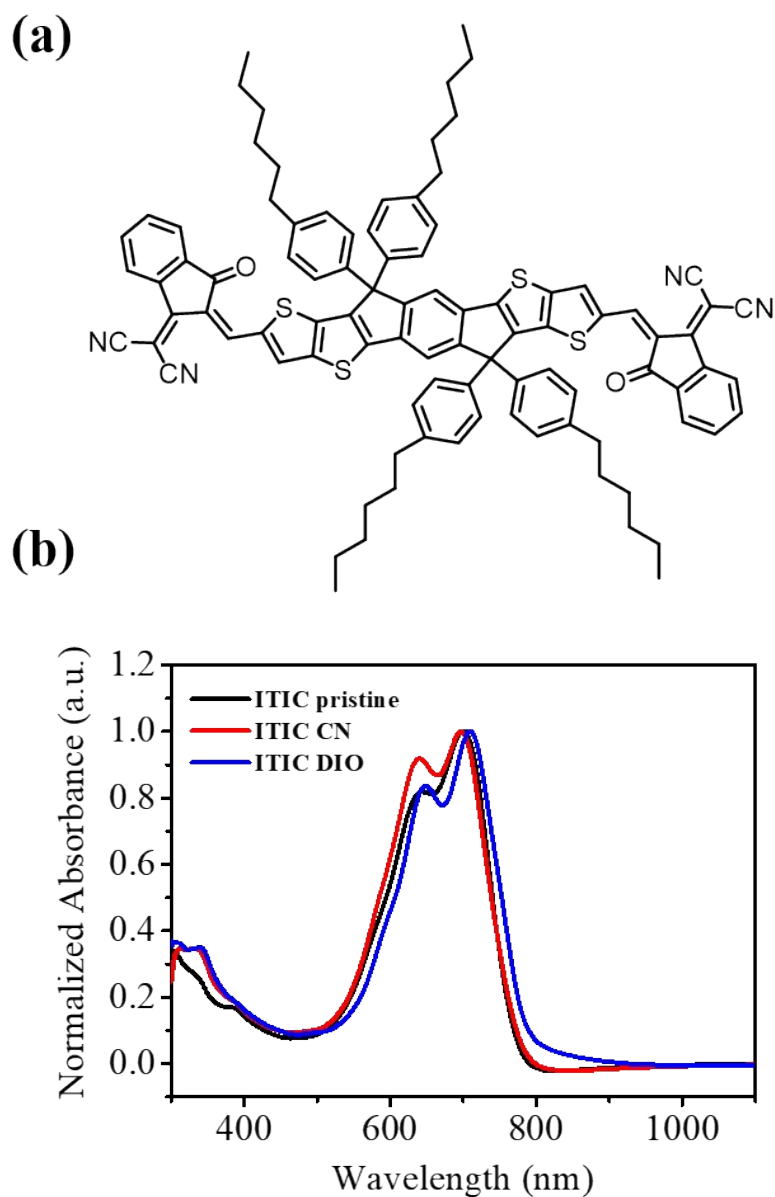 (a)
O
S
S
NC
CN
S
S
O
NC
CN
(b)
Normalized Absorbance (a.u.)
1.2
1.0
0.8
0.6
0.4
0.2
0.0
ITIC pristine
ITIC CN
ITIC DIO
400 600 800 1000
Wavelength (nm)